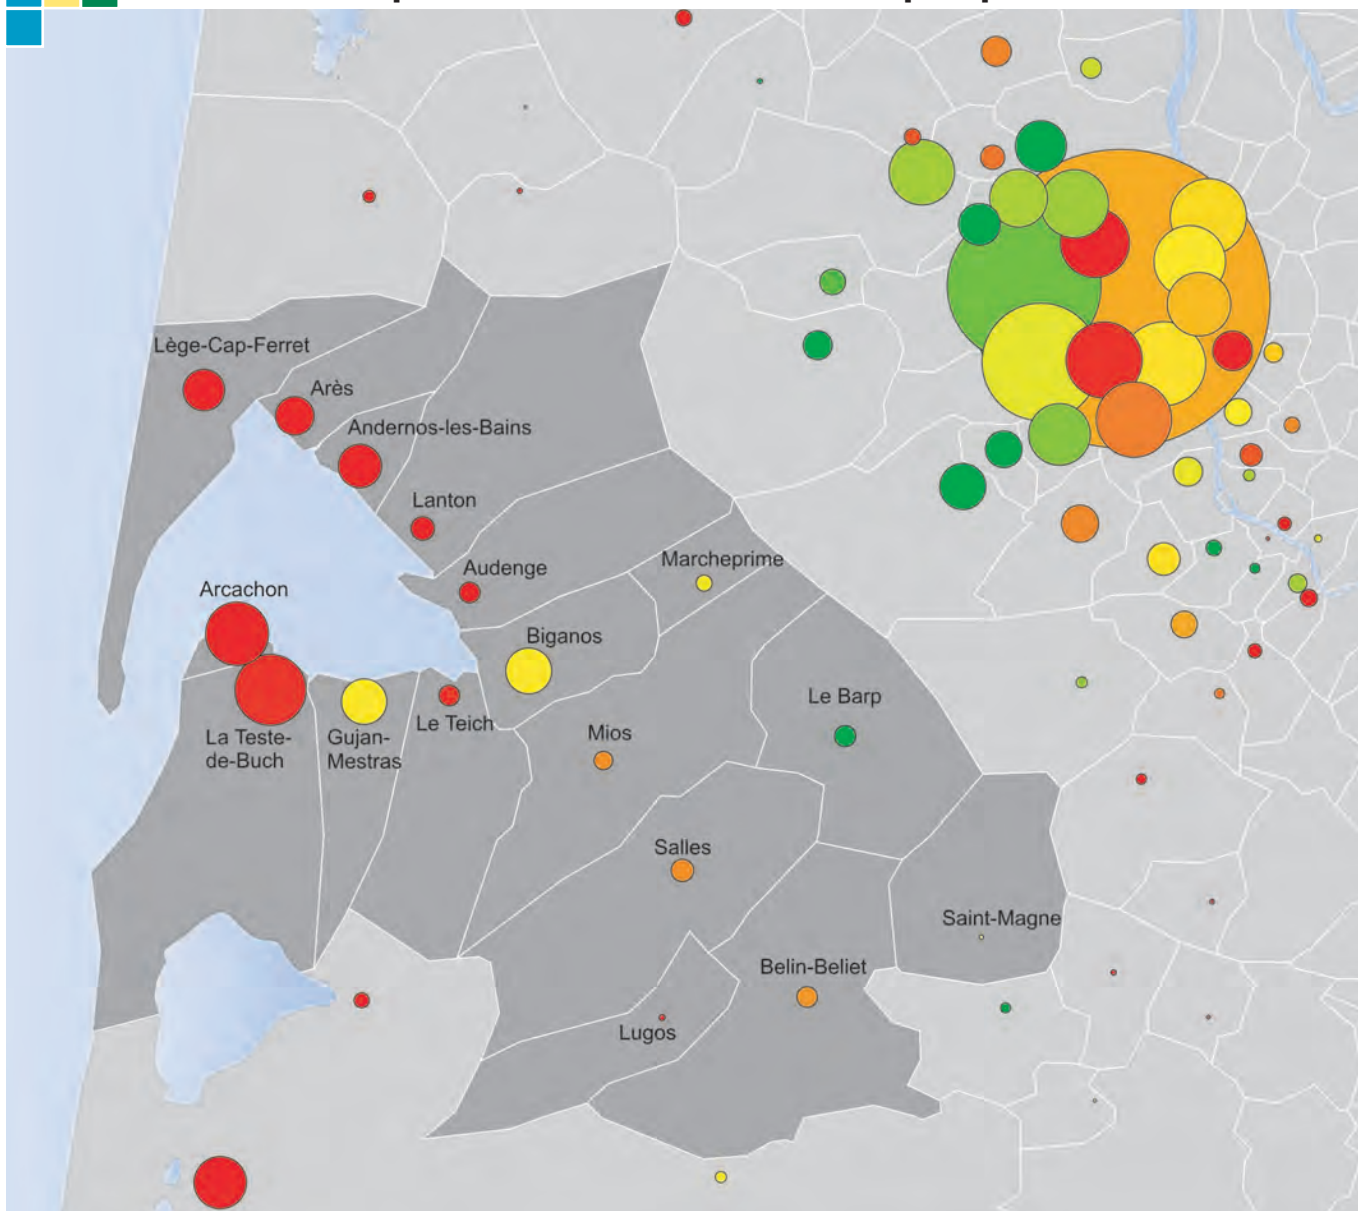 Lège-Cap-Ferret
Arès
Andernos-les-Bains
Lanton
Marcheprime
Audenge
Arcachon
Biganos
Le Barp
Le Teich
La Teste-
de-Buch
Gujan-
Mestras
Mios
Salles
Saint-Magne
Belin-Beliet
Lugos